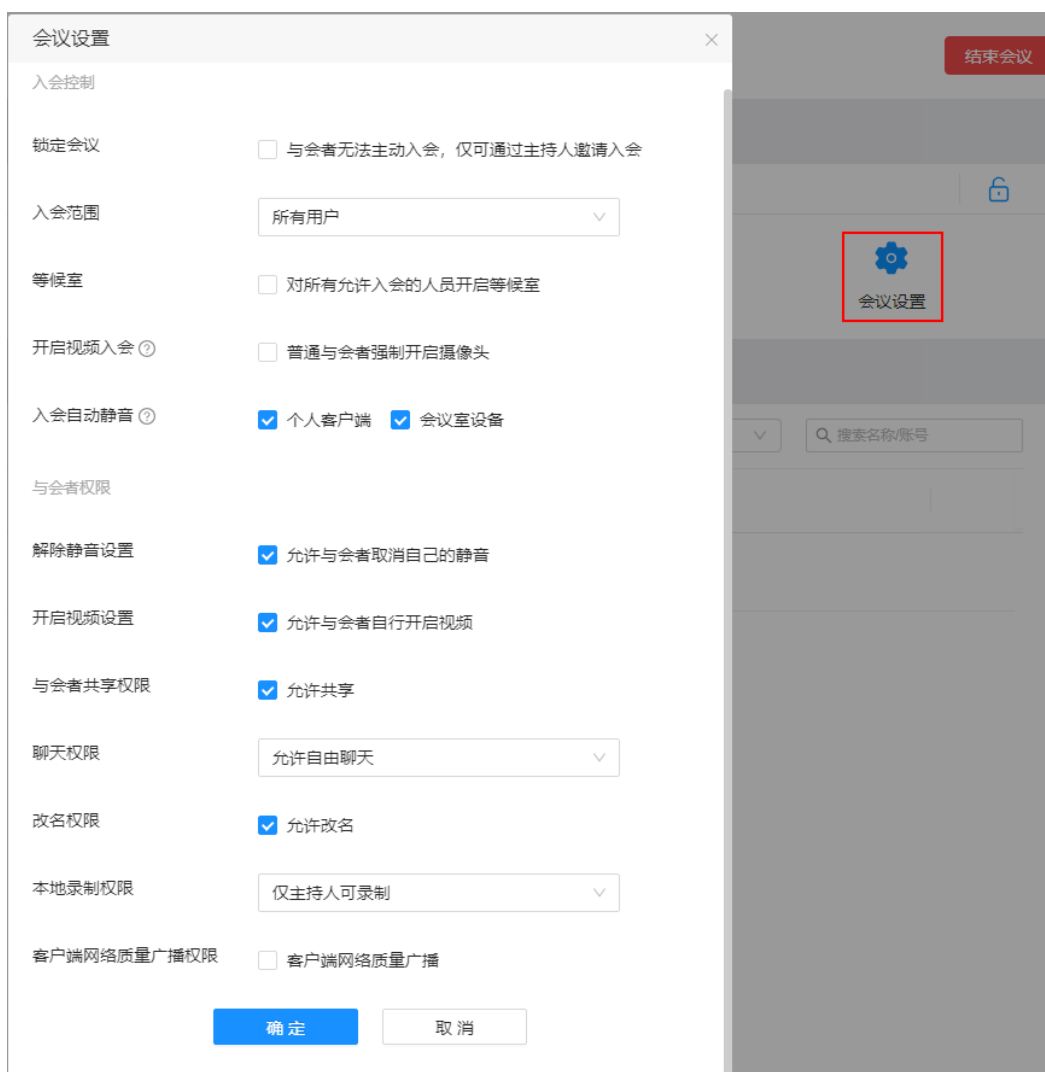 会议设置
结束会议
入会控制
锁定会议
与会者无法主动入会，仅可通过主持人邀请入会
入会范围
所有用户
等候室
对所有允许入会的人员开启等候室
会议设置
开启视频入会
普通与会者强制开启摄像头
入会自动静音
个人客户端 会议室设备
搜索名称/账号
与会者权限
解除静音设置
允许与会者取消自己的静音
开启视频设置
允许与会者自行开启视频
与会者共享权限
允许共享
聊天权限
允许自由聊天
改名权限
允许改名
本地录制权限
仅主持人可录制
客户端网络质量广播权限
客户端网络质量广播
确定
取消